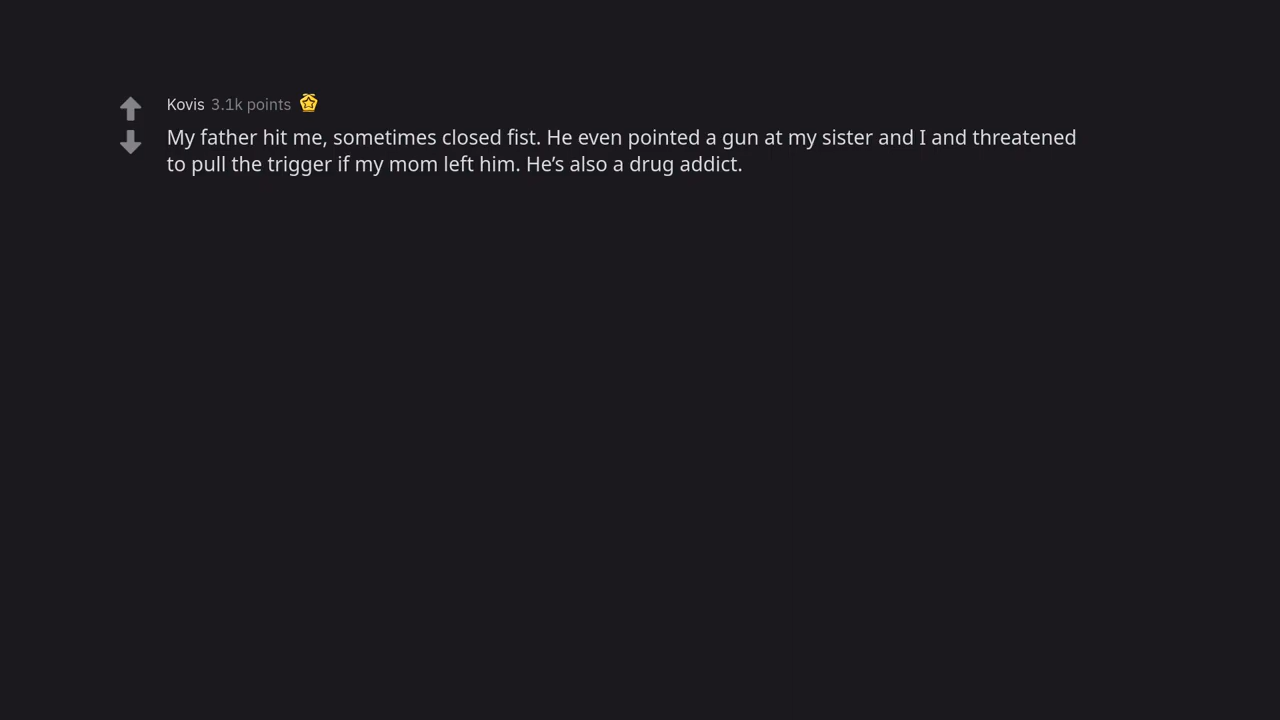 Kovis 3.1k points
My father hit me, sometimes closed fist. He even pointed a gun at my sister and I and threatened
to pull the trigger if my mom left him. He’s also a drug addict.